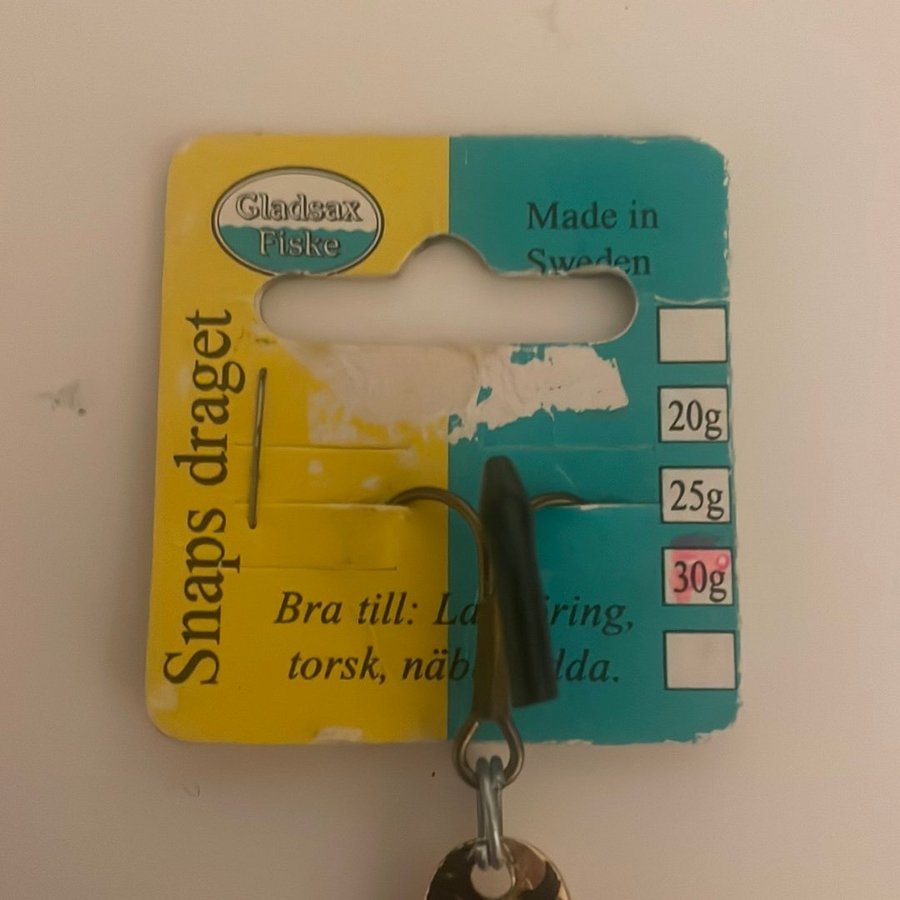 Gladsax
Fiske
Made in
Sweden
Snaps draget
20g
25g
30g
Bra till:
torsk,